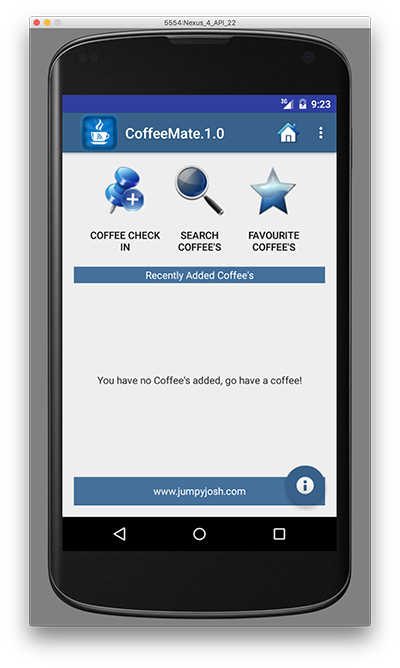 5554:Nexus_4_API_22
3G 9:23
CoffeeMate.1.0
COFFEE CHECK
IN
SEARCH
COFFEE'S
FAVOURITE
COFFEE'S
Recently Added Coffee's
You have no Coffee's added, go have a coffee!
www.jumpyjosh.com